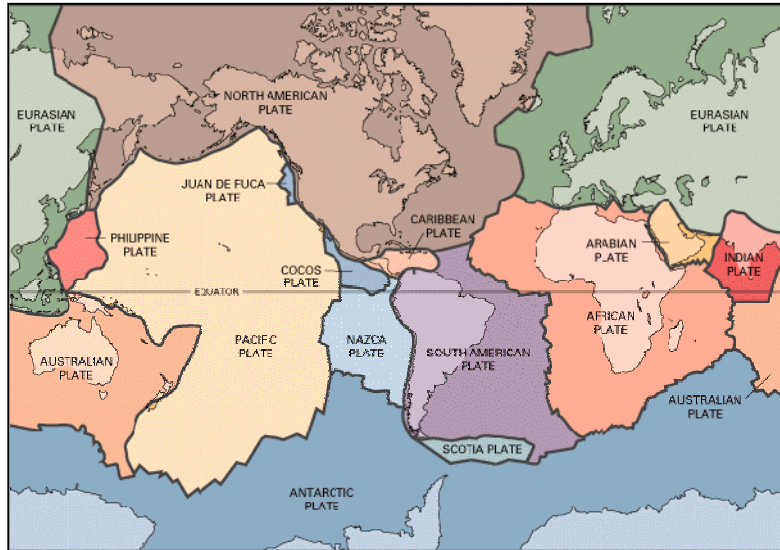 NORTH AMERICAN
PLATE
EURASIAN
PLATE
EURASIAN
PLATE
JUAN DE FUCA
PLATE
CARIBBEAN
PLATE
PHILIPPINE
PLATE
ARABIAN
PLATE
INDIAN
PLATE
COCOS
PLATE
EQUATOR
AFRICAN
PLATE
PACIFIC
PLATE
NAZCA
PLATE
SOUTH AMERICAN
PLATE
AUSTRALIAN
PLATE
AUSTRALIAN
PLATE
SCOTIA PLATE
ANTARCTIC
PLATE